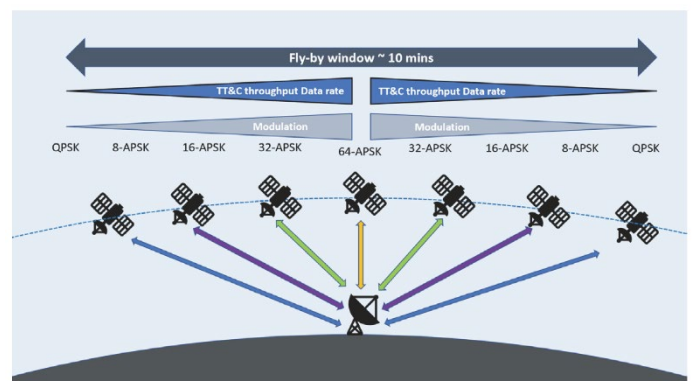 Fly-by window ~ 10 mins
TT&C throughput Data rate TT&C throughput Data rate
Modulation Modulation
QPSK 8-APSK 16-APSK 32-APSK 64-APSK 32-APSK 16-APSK 8-APSK QPSK